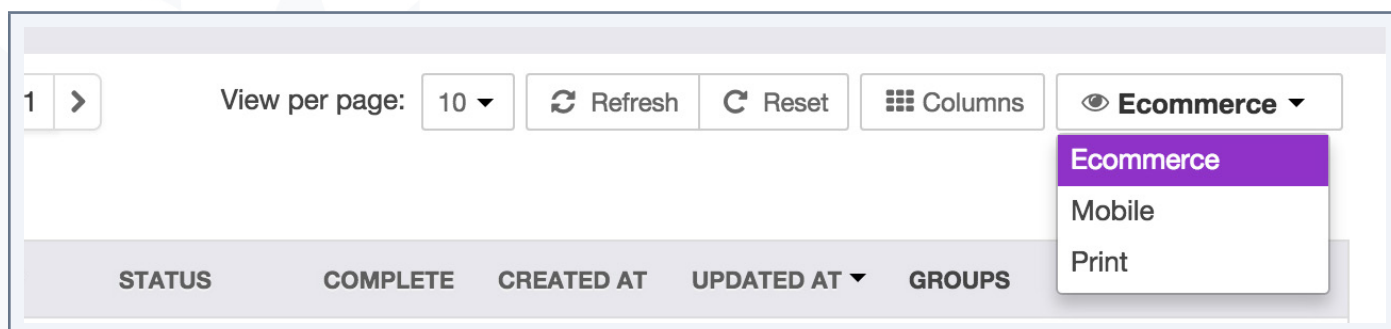 1 View per page: 10 Refresh Reset Columns Ecommerce
Ecommerce
Mobile
Print
STATUS COMPLETE CREATED AT UPDATED AT GROUPS